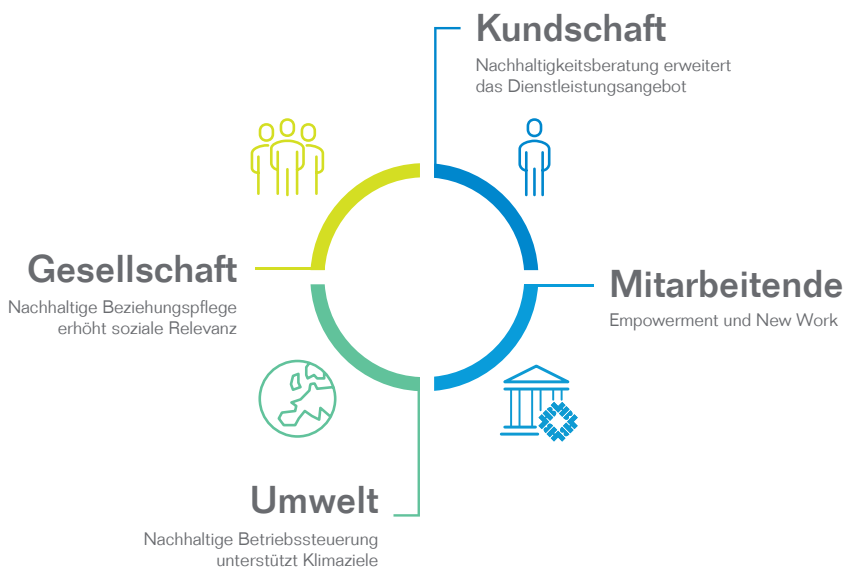 Kundschaft
Nachhaltigkeitsberatung erweitert
das Dienstleistungsangebot
Gesellschaft
Nachhaltige Beziehungspflege
erhöht soziale Relevanz
Mitarbeitende
Empowerment und New Work
Umwelt
Nachhaltige Betriebssteuerung
unterstützt Klimaziele